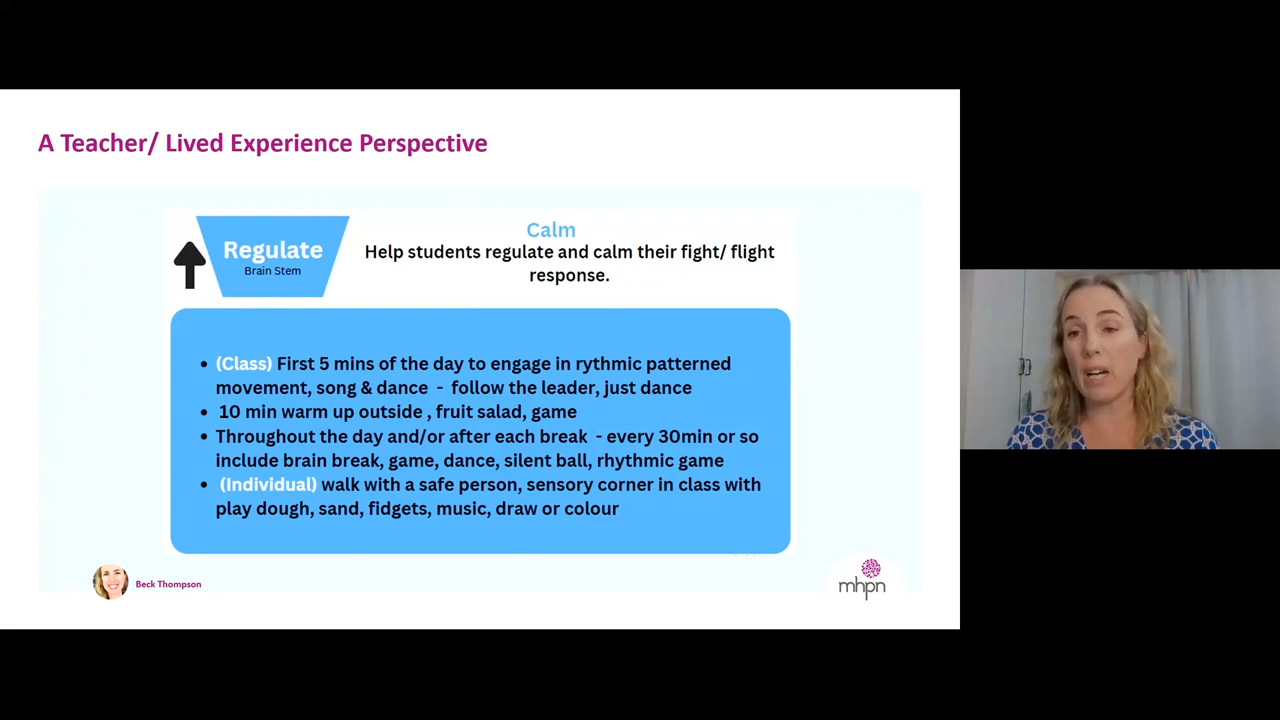 A Teacher/ Lived Experience Perspective
Regulate
Brain Stem
Calm
Help students regulate and calm their fight/ flight
response.
• (Class) First 5 mins of the day to engage in rythmic patterned
movement, song & dance - follow the leader, just dance
• 10 min warm up outside , fruit salad, game
• Throughout the day and/or after each break - every 30min or so
include brain break, game, dance, silent ball, rhythmic game
• (Individual) walk with a safe person, sensory corner in class with
play dough, sand, fidgets, music, draw or colour
Beck Thompson
mhpn